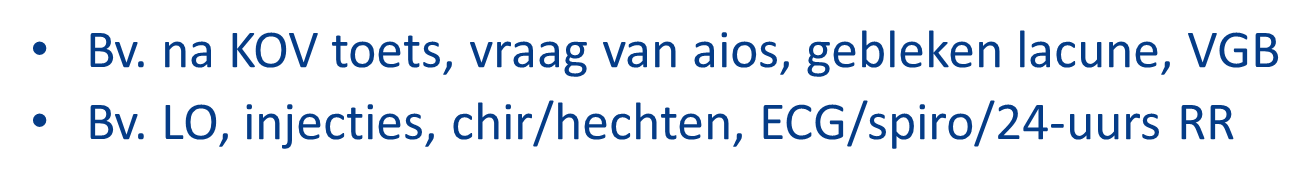 • Bv. na KOV toets, vraag van aios, gebleken lacune, VGB
• Bv. LO, injecties, chir/hechten, ECG/spiro/24-uurs RR